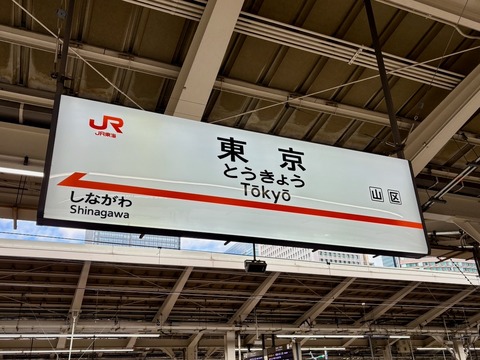 JR
JR東海
東京
とうきょう
Tōkyō
山 区
しながわ
Shinagawa